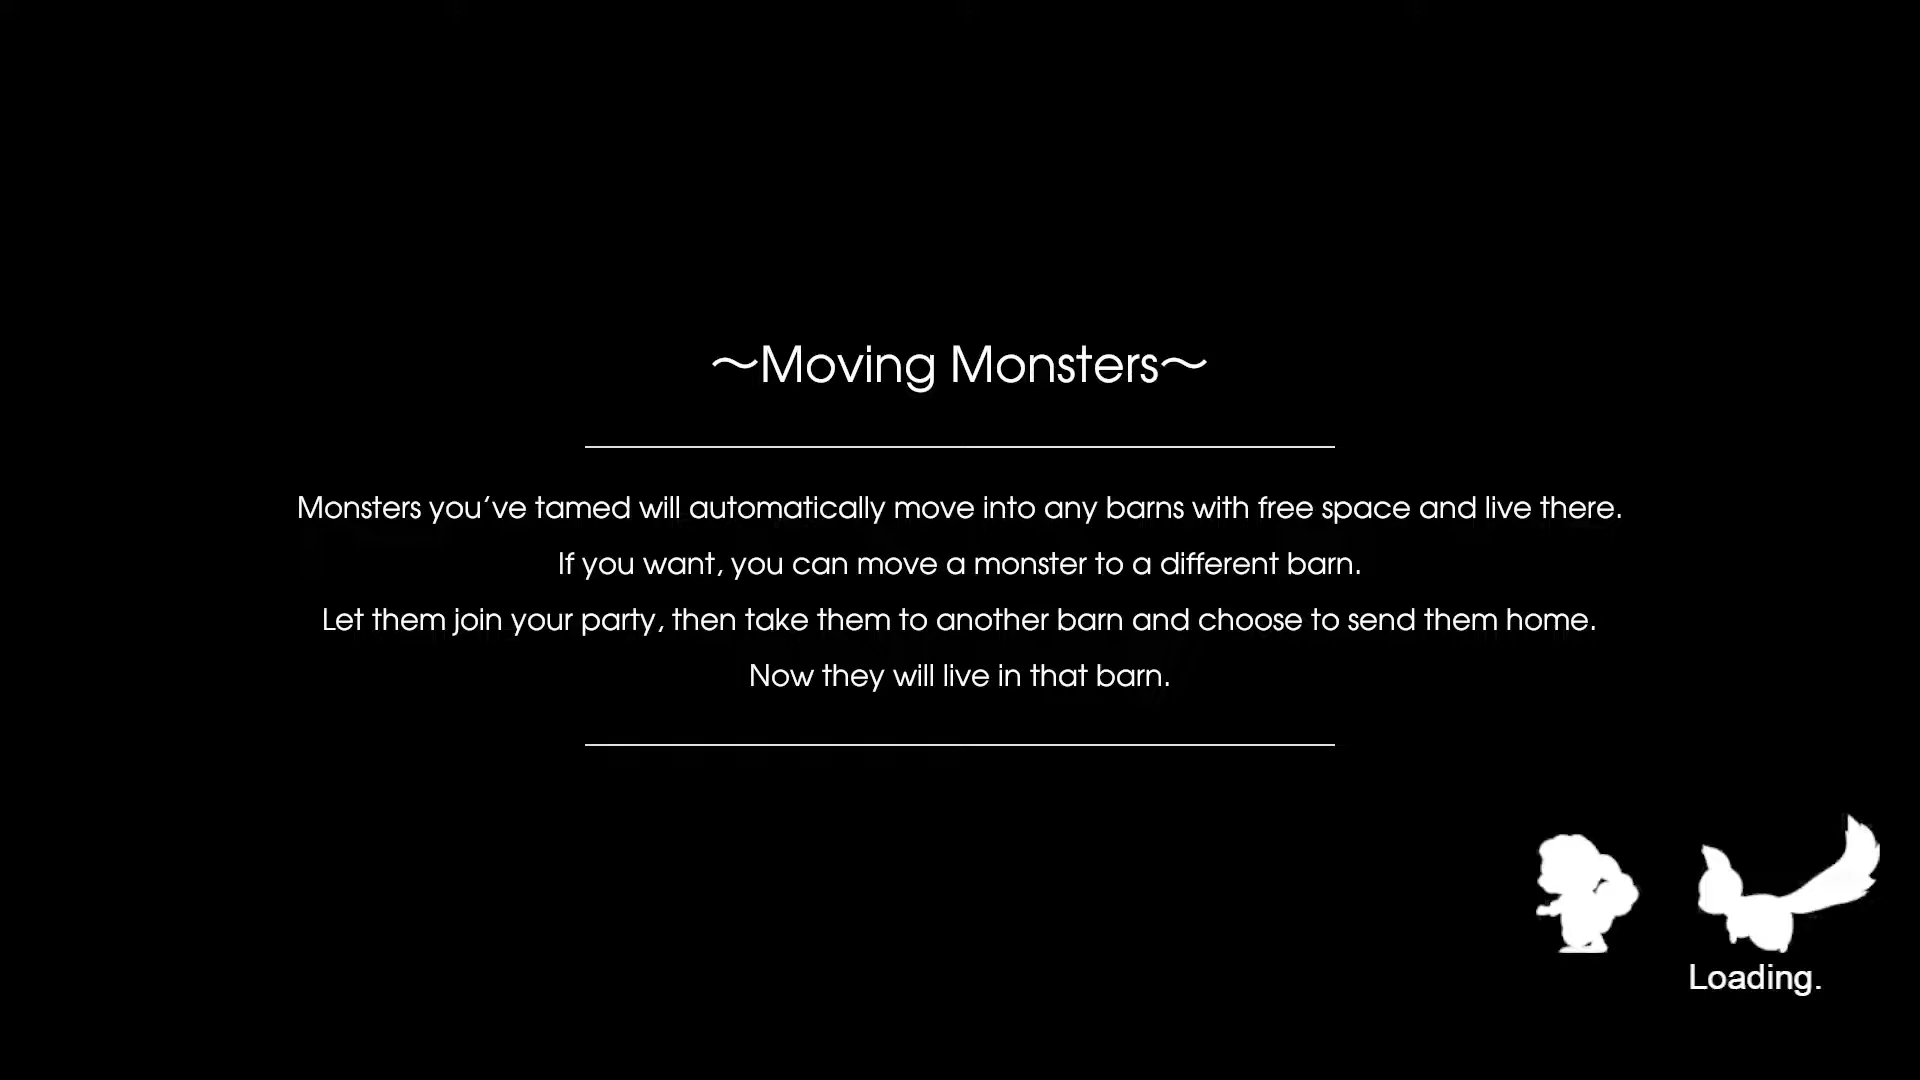 ～Moving Monsters～
Monsters you’ve tamed will automatically move into any barns with free space and live there.
If you want, you can move a monster to a different barn.
Let them join your party, then take them to another barn and choose to send them home.
Now they will live in that barn.
Loading.